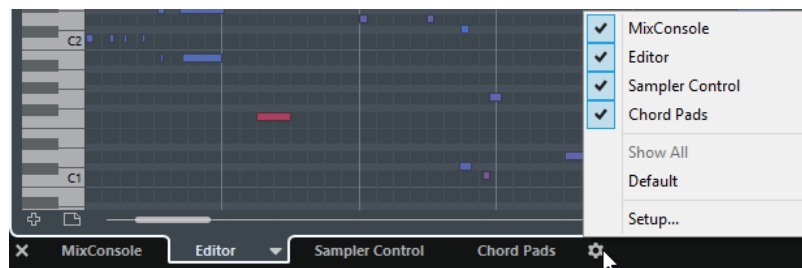 C2
C1
MixConsole
Editor
Sampler Control
Chord Pads
Show All
Default
Setup...
MixConsole Editor Sampler Control Chord Pads